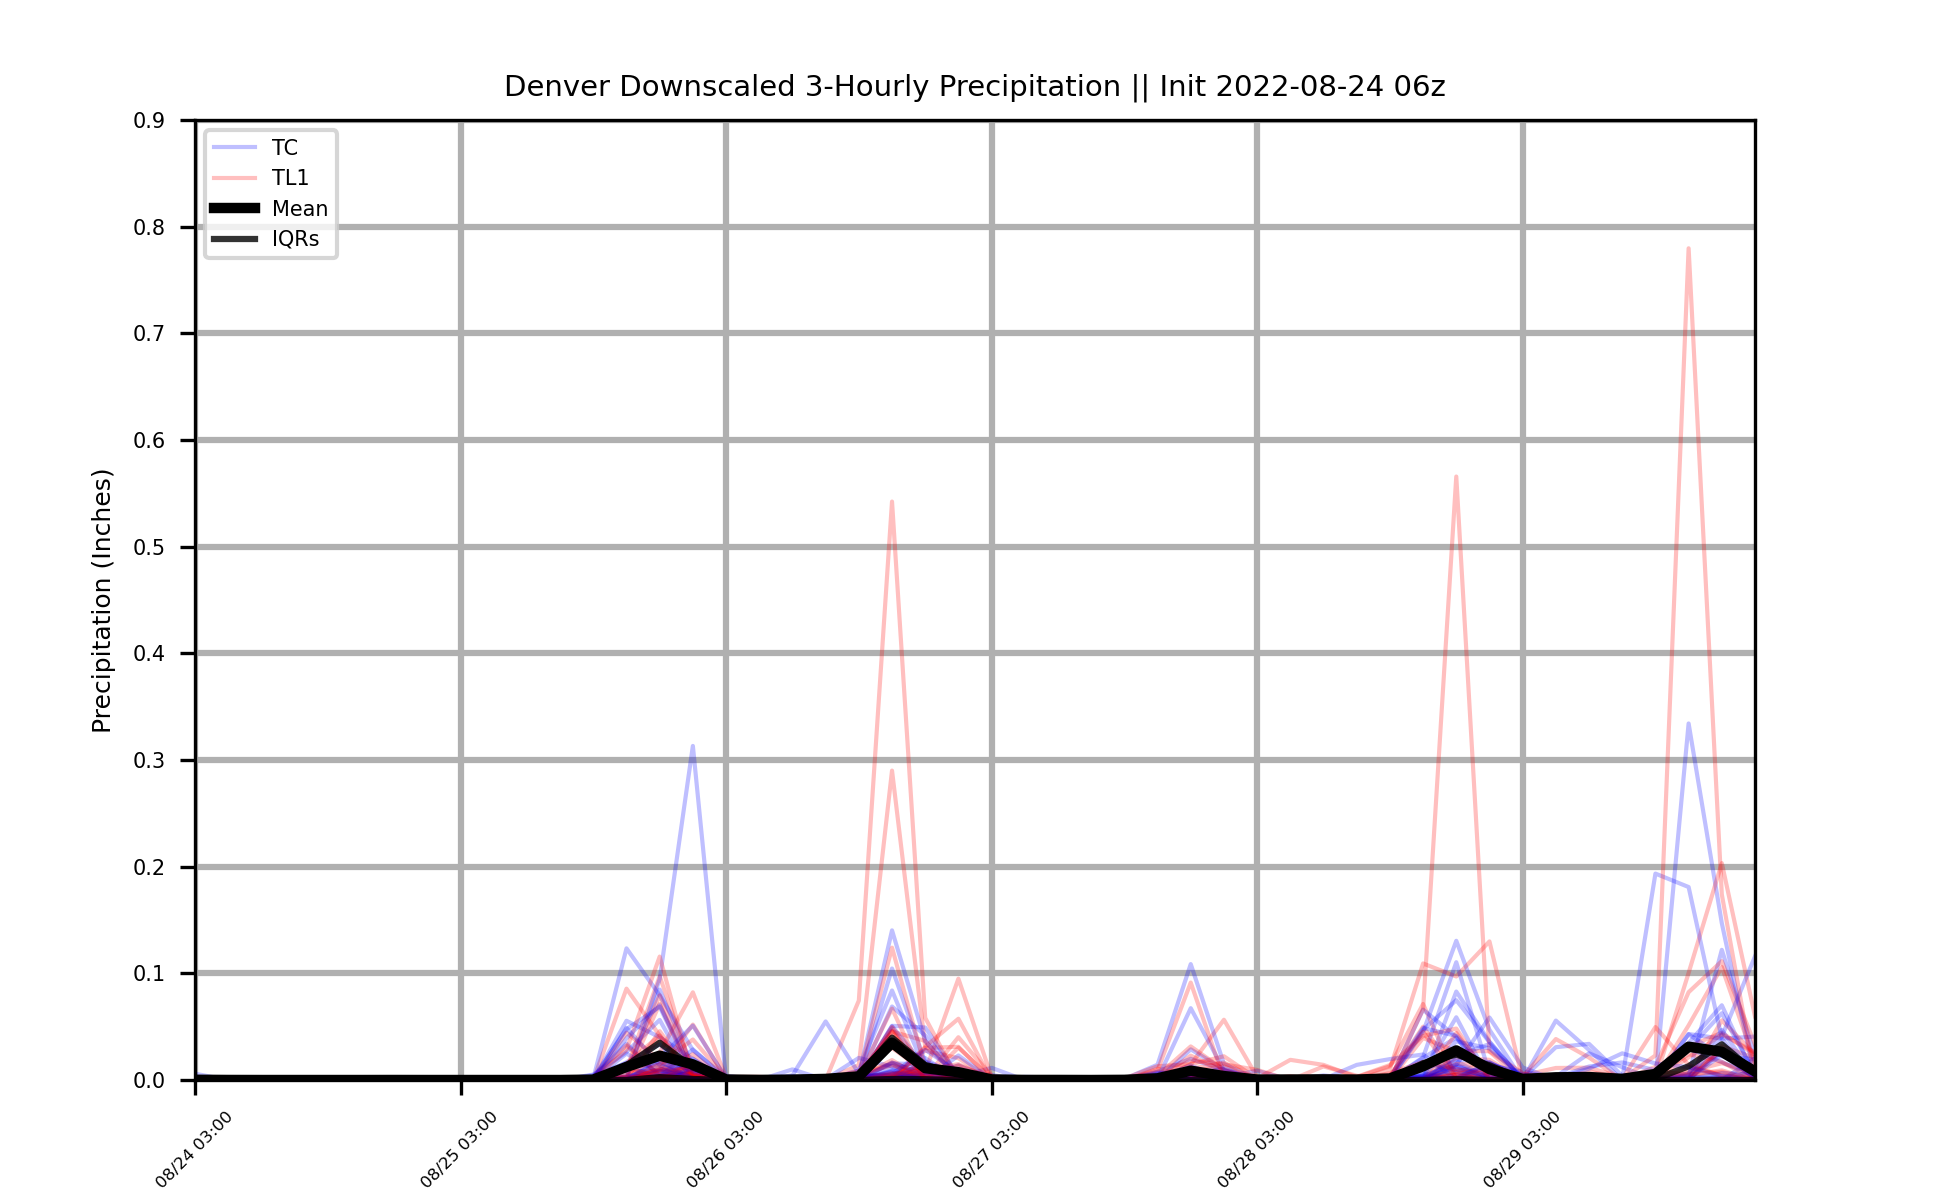 Denver Downscaled 3-Hourly Precipitation || Init 2022-08-24 06z
TC
TL1
Mean
IQRs
Precipitation (Inches)
0.9
0.8
0.7
0.6
0.5
0.4
0.3
0.2
0.1
0.0
08/24 03:00
08/25 03:00
08/26 03:00
08/27 03:00
08/28 03:00
08/29 03:00